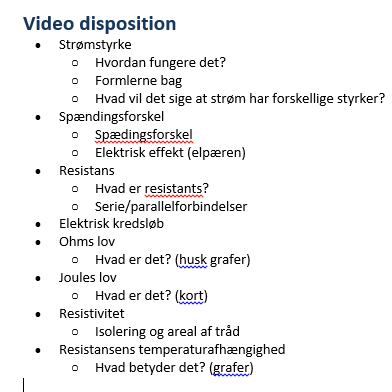 Video disposition
• Strømstyrke
o Hvordan fungere det?
o Formlerne bag
o Hvad vil det sige at strøm har forskellige styrker?
• Spændingsforskel
o Spædingsforskel
o Elektrisk effekt (elpæren)
• Resistans
o Hvad er resistants?
o Serie/parallelforbindelser
• Elektrisk kredsløb
• Ohms lov
o Hvad er det? (husk grafer)
• Joules lov
o Hvad er det? (kort)
• Resistivitet
o Isolering og areal af tråd
• Resistansens temperaturafhængighed
o Hvad betyder det? (grafer)